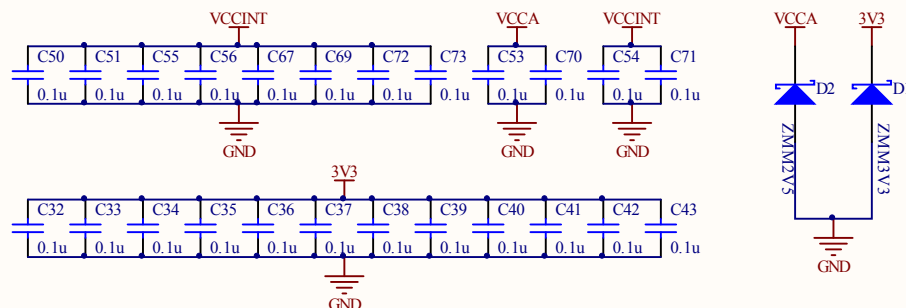 VCCINT VCCA VCCINT VCCA 3V3
C50 C51 C55 C56 C67 C69 C72 C73 C53 C70 C54 C71
D2 D
0.1u 0.1u 0.1u 0.1u 0.1u 0.1u 0.1u 0.1u 0.1u 0.1u 0.1u 0.1u
GND GND GND
ZMM2V5 ZMM3V3
3V3
C32 C33 C34 C35 C36 C37 C38 C39 C40 C41 C42 C43
0.1u 0.1u 0.1u 0.1u 0.1u 0.1u 0.1u 0.1u 0.1u 0.1u 0.1u 0.1u
GND
GND